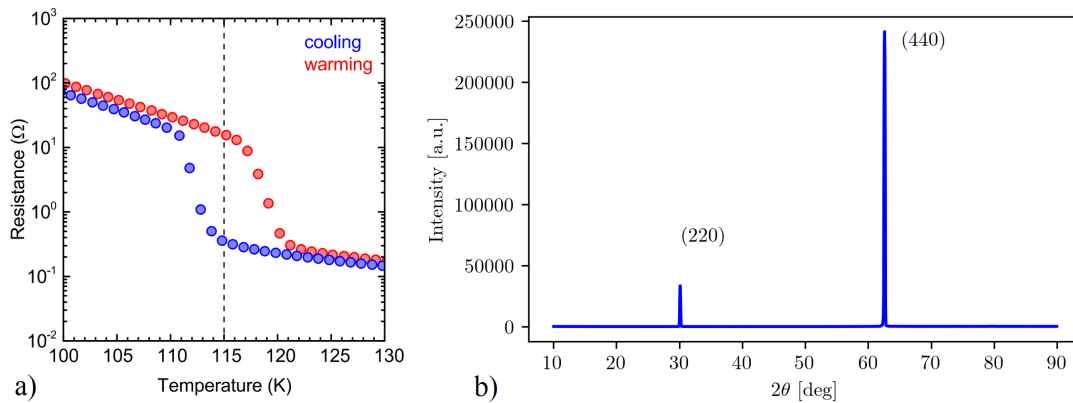 10³
10²
10¹
10⁰
10⁻¹
10⁻²
Resistance (Ω)
cooling
warming
100 105 110 115 120 125 130
Temperature (K)
a)
250000
200000
150000
100000
50000
0
Intensity [a.u.]
(440)
(220)
10 20 30 40 50 60 70 80 90
2θ [deg]
b)